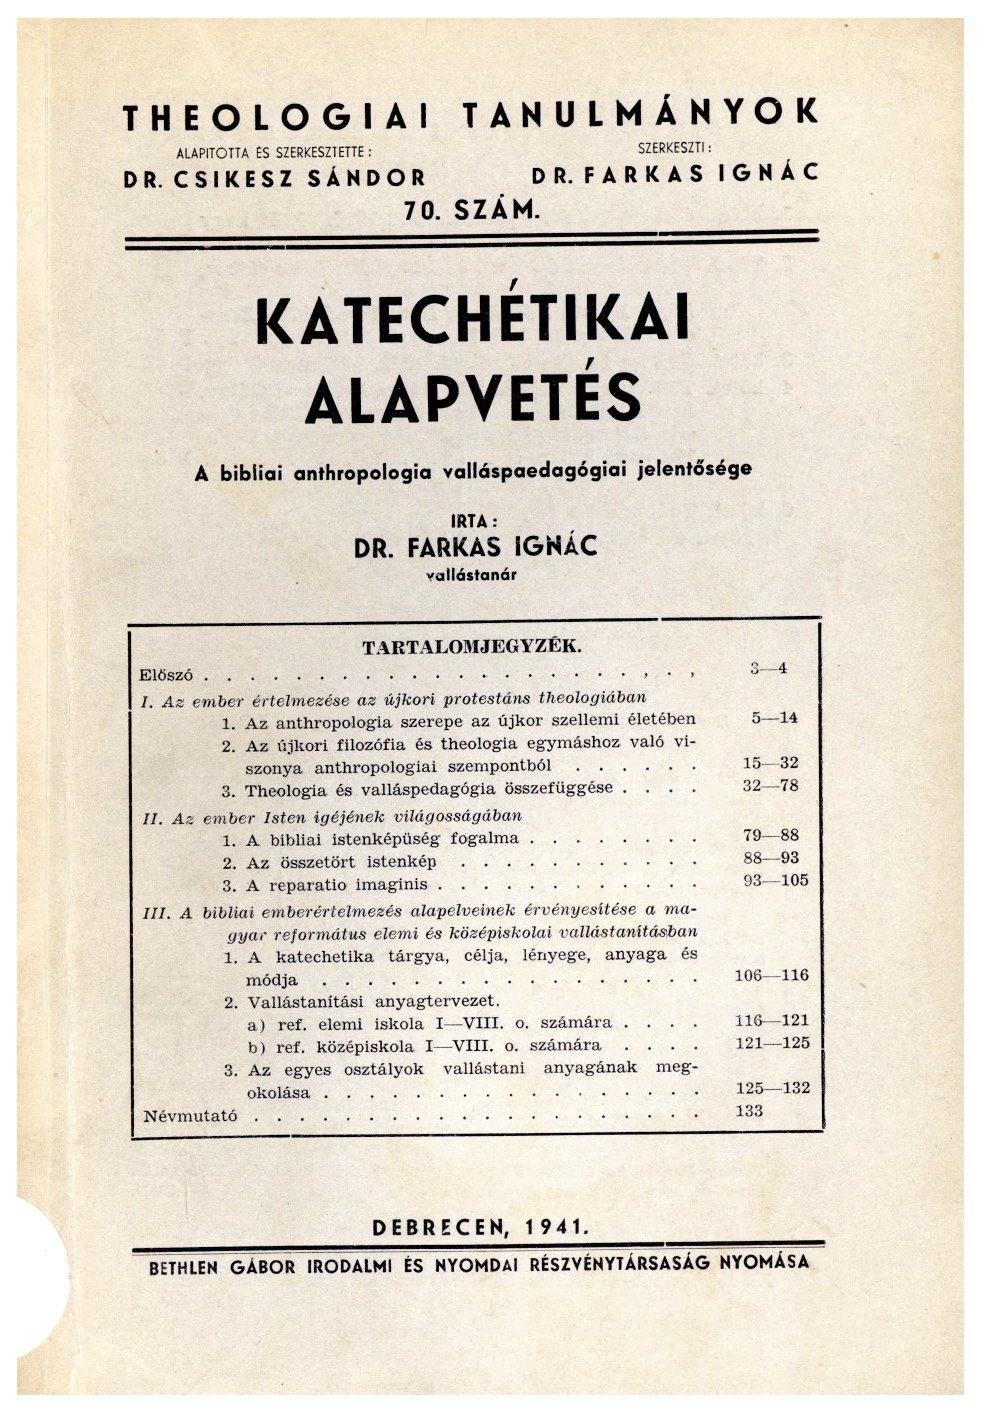 THEOLOGIAI TANULMÁNYOK
ALAPITOTTA ÉS SZERKESZTETTE: SZERKESZTI:
DR. CSIKESZ SÁNDOR DR. FARKAS IGNÁC
70. SZÁM.
KATECHÉTIKAI
ALAPVETÉS
A bibliai anthropologia valláspaedagógiai jelentősége
IRTA:
DR. FARKAS IGNÁC
vallástanár
TARTALOMJEGYZÉK.
Előszó . . . . . . . . . . . . . . . . . . . . . . 3—4
I. Az ember értelmezése az újkori protestáns theologiában
1. Az anthropologia szerepe az újkor szellemi életében 5—14
2. Az újkori filozófia és theologia egymáshoz való vi-
szonya anthropologiai szempontból . . . . . . 15—32
3. Theologia és valláspedagógia összefüggése . . . . 32—78
II. Az ember Isten igéjének világosságában
1. A bibliai istenképüség fogalma . . . . . . . . 79—88
2. Az összetört istenkép . . . . . . . . . . . 88—93
3. A reparatio imaginis . . . . . . . . . . . . 93—105
III. A bibliai emberértelmezés alapelveinek érvényesítése a ma-
gyar református elemi és középiskolai vallástanításban
1. A katechetika tárgya, célja, lényege, anyaga és
módja . . . . . . . . . . . . . . . . . 106—116
2. Vallástanítási anyagtervezet.
a) ref. elemi iskola I—VIII. o. számára . . . . 116—121
b) ref. középiskola I—VIII. o. számára . . . . 121—125
3. Az egyes osztályok vallástani anyagának meg-
okolása . . . . . . . . . . . . . . . . . 125—132
Névmutató . . . . . . . . . . . . . . . . . . . . 133
DEBRECEN, 1941.
BETHLEN GÁBOR IRODALMI ÉS NYOMDAI RÉSZVÉNYTÁRSASÁG NYOMÁSA